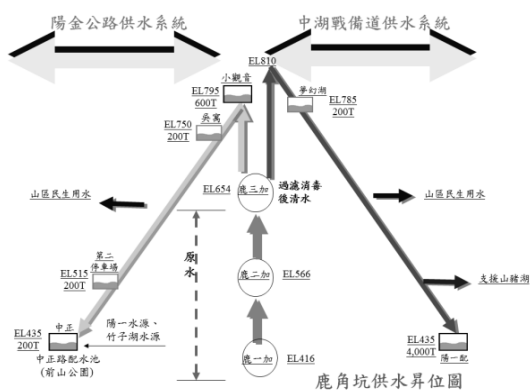 陽金公路供水系統
中湖戰備道供水系統
EL810
小觀音
EL795
600T
夢幻湖
EL785
200T
吳寓
EL750
200T
鹿三加
EL654
過濾消毒
後清水
山區民生用水
山區民生用水
原水
第二
停車場
EL515
200T
鹿二加
EL566
支援山豬湖
中正
EL435
200T
中正路配水池
(前山公園)
陽一水源、
竹子湖水源
鹿一加
EL416
EL435
4,000T
陽一配
鹿角坑供水昇位圖